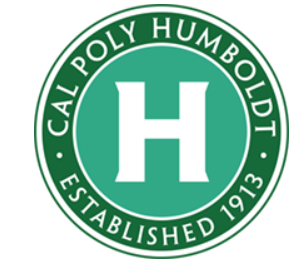 CAL POLY HUMBOLDT
H
· ESTABLISHED 1913 ·